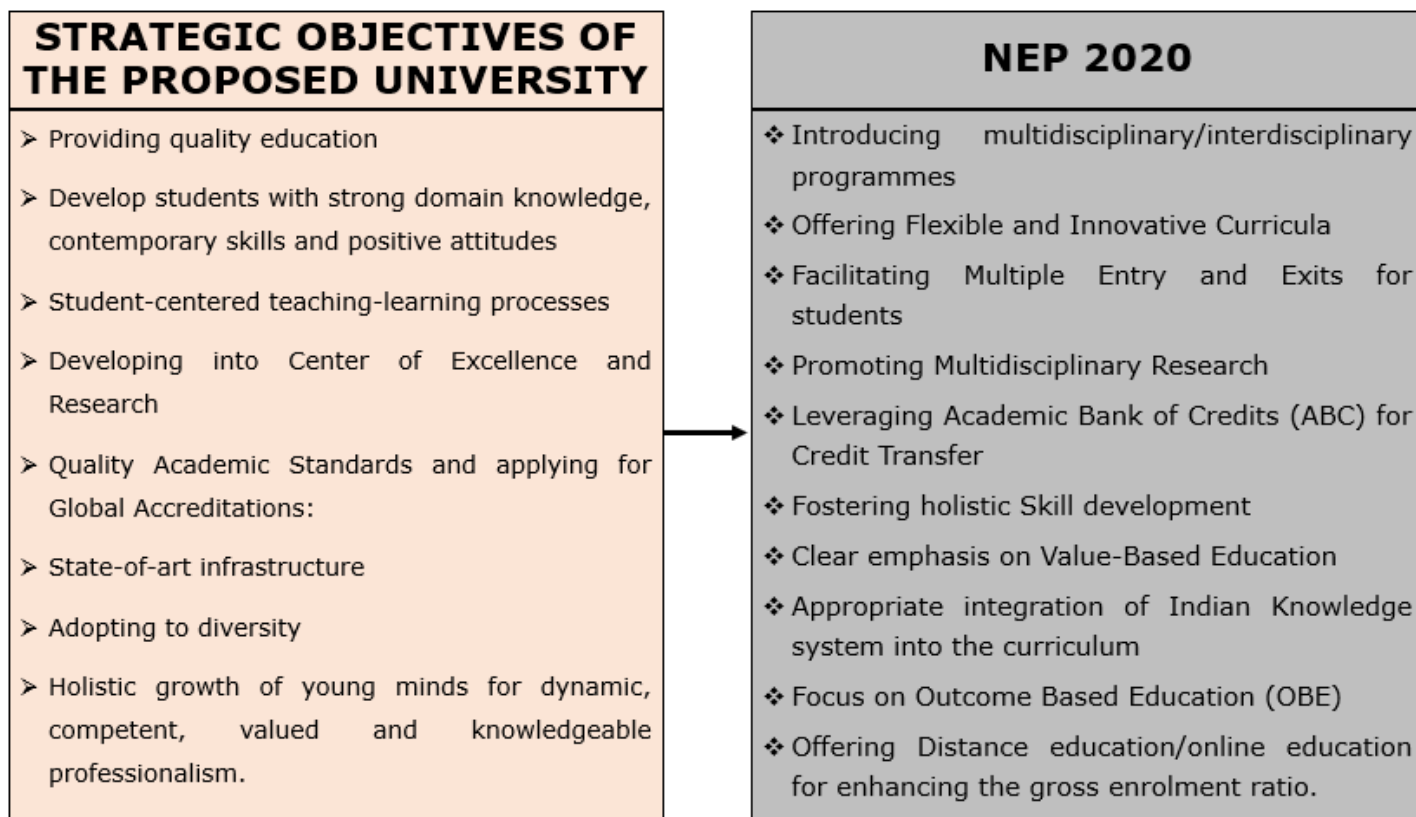 STRATEGIC OBJECTIVES OF
THE PROPOSED UNIVERSITY
➢ Providing quality education
➢ Develop students with strong domain knowledge,
contemporary skills and positive attitudes
➢ Student-centered teaching-learning processes
➢ Developing into Center of Excellence and
Research
➢ Quality Academic Standards and applying for
Global Accreditations:
➢ State-of-art infrastructure
➢ Adopting to diversity
➢ Holistic growth of young minds for dynamic,
competent, valued and knowledgeable
professionalism.
NEP 2020
❖ Introducing multidisciplinary/interdisciplinary
programmes
❖ Offering Flexible and Innovative Curricula
❖ Facilitating Multiple Entry and Exits for
students
❖ Promoting Multidisciplinary Research
❖ Leveraging Academic Bank of Credits (ABC) for
Credit Transfer
❖ Fostering holistic Skill development
❖ Clear emphasis on Value-Based Education
❖ Appropriate integration of Indian Knowledge
system into the curriculum
❖ Focus on Outcome Based Education (OBE)
❖ Offering Distance education/online education
for enhancing the gross enrolment ratio.